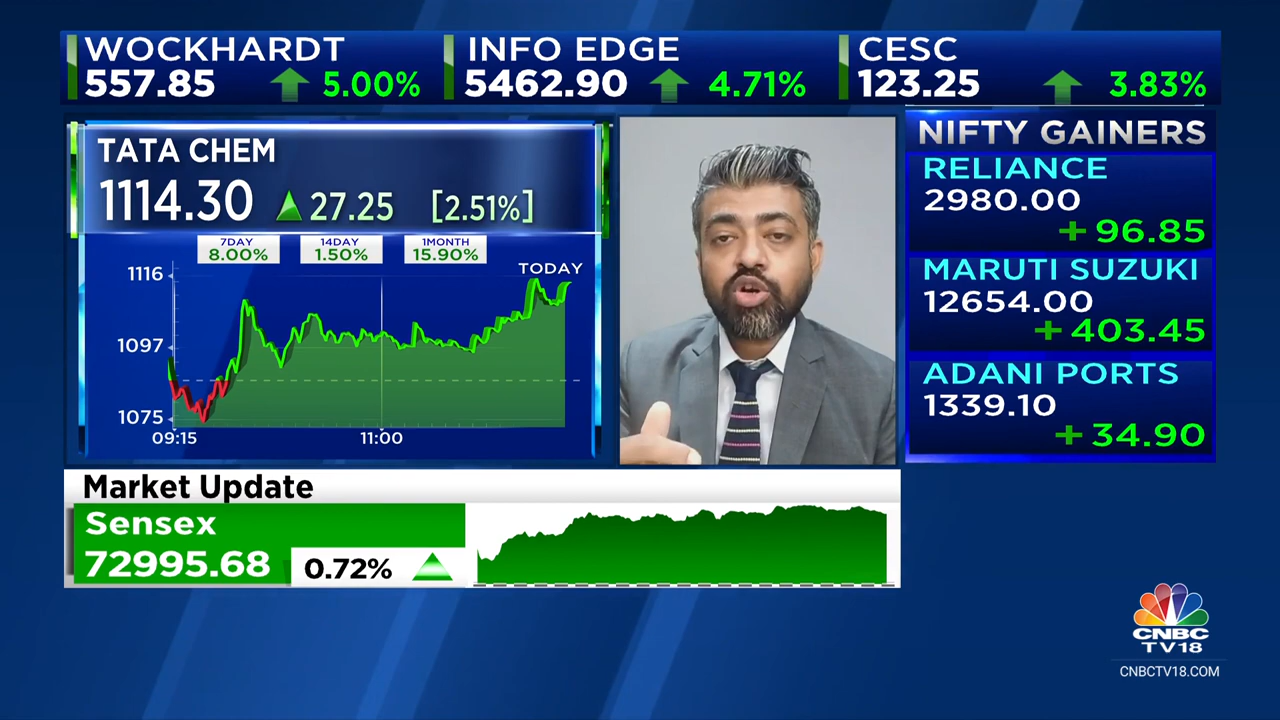 WOCKHARDT
557.85 5.00%
INFO EDGE
5462.90 4.71%
CESC
123.25 3.83%
TATA CHEM
1114.30 27.25 [2.51%]
7DAY
8.00%
14DAY
1.50%
1MONTH
15.90%
TODAY
1116
1097
1075
09:15 11:00
NIFTY GAINERS
RELIANCE
2980.00
+ 96.85
MARUTI SUZUKI
12654.00
+ 403.45
ADANI PORTS
1339.10
+ 34.90
Market Update
Sensex
72995.68 0.72%
CNBC
TV18
CNBCTV18.COM